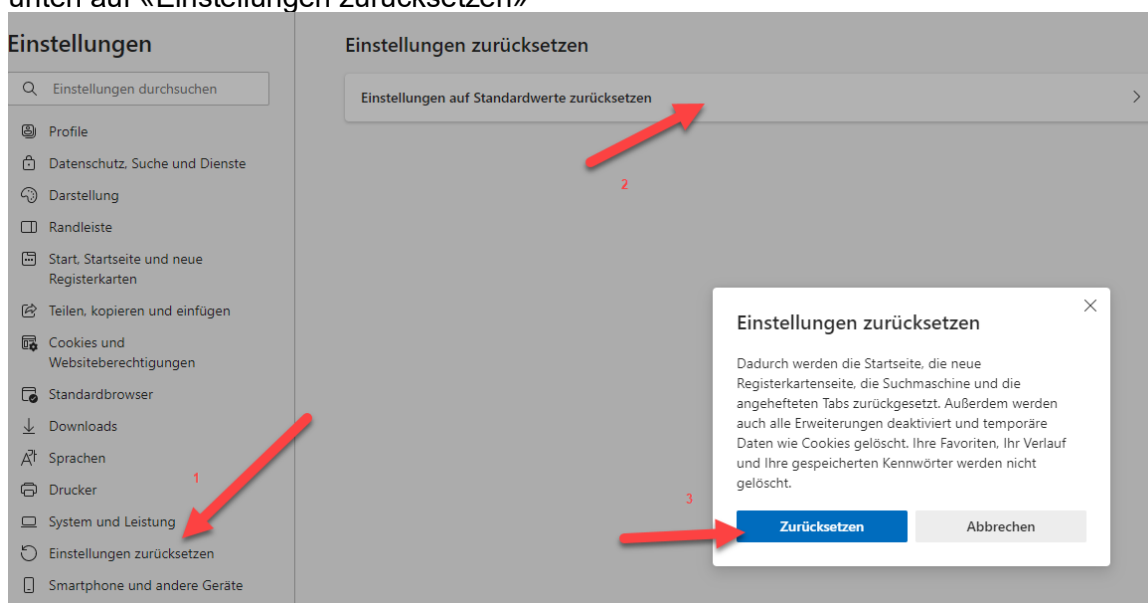 unten auf «Einstellungen zurücksetzen»
Einstellungen
Einstellungen durchsuchen
Profile
Datenschutz, Suche und Dienste
Darstellung
Randleiste
Start, Startseite und neue
Registerkarten
Teilen, kopieren und einfügen
Cookies und
Websiteberechtigungen
Standardbrowser
Downloads
Sprachen
Drucker
1
System und Leistung
Einstellungen zurücksetzen
Smartphone und andere Geräte
Einstellungen zurücksetzen
Einstellungen auf Standardwerte zurücksetzen
2
Einstellungen zurücksetzen
Dadurch werden die Startseite, die neue
Registerkartenseite, die Suchmaschine und die
angehefteten Tabs zurückgesetzt. Außerdem werden
auch alle Erweiterungen deaktiviert und temporäre
Daten wie Cookies gelöscht. Ihre Favoriten, Ihr Verlauf
und Ihre gespeicherten Kennwörter werden nicht
gelöscht.
3
Zurücksetzen
Abbrechen